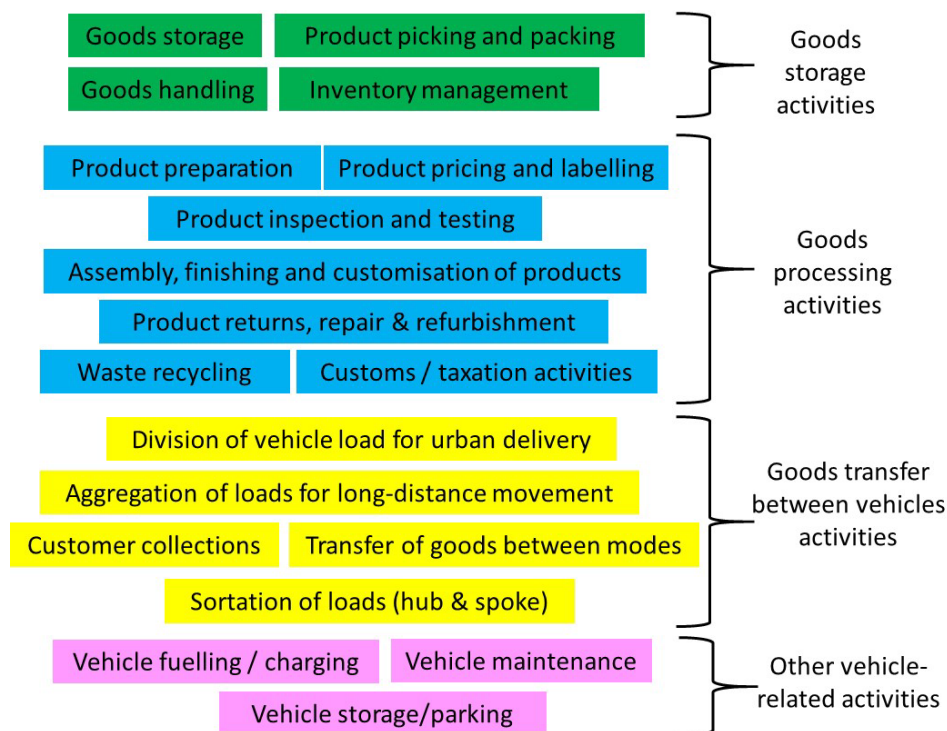 Goods storage
Product picking and packing
Goods handling
Inventory management
Goods
storage
activities
Product preparation
Product pricing and labelling
Product inspection and testing
Assembly, finishing and customisation of products
Product returns, repair & refurbishment
Waste recycling
Customs / taxation activities
Goods
processing
activities
Division of vehicle load for urban delivery
Aggregation of loads for long-distance movement
Customer collections
Transfer of goods between modes
Sortation of loads (hub & spoke)
Goods transfer
between vehicles
activities
Vehicle fuelling / charging
Vehicle maintenance
Vehicle storage/parking
Other vehicle-
related activities